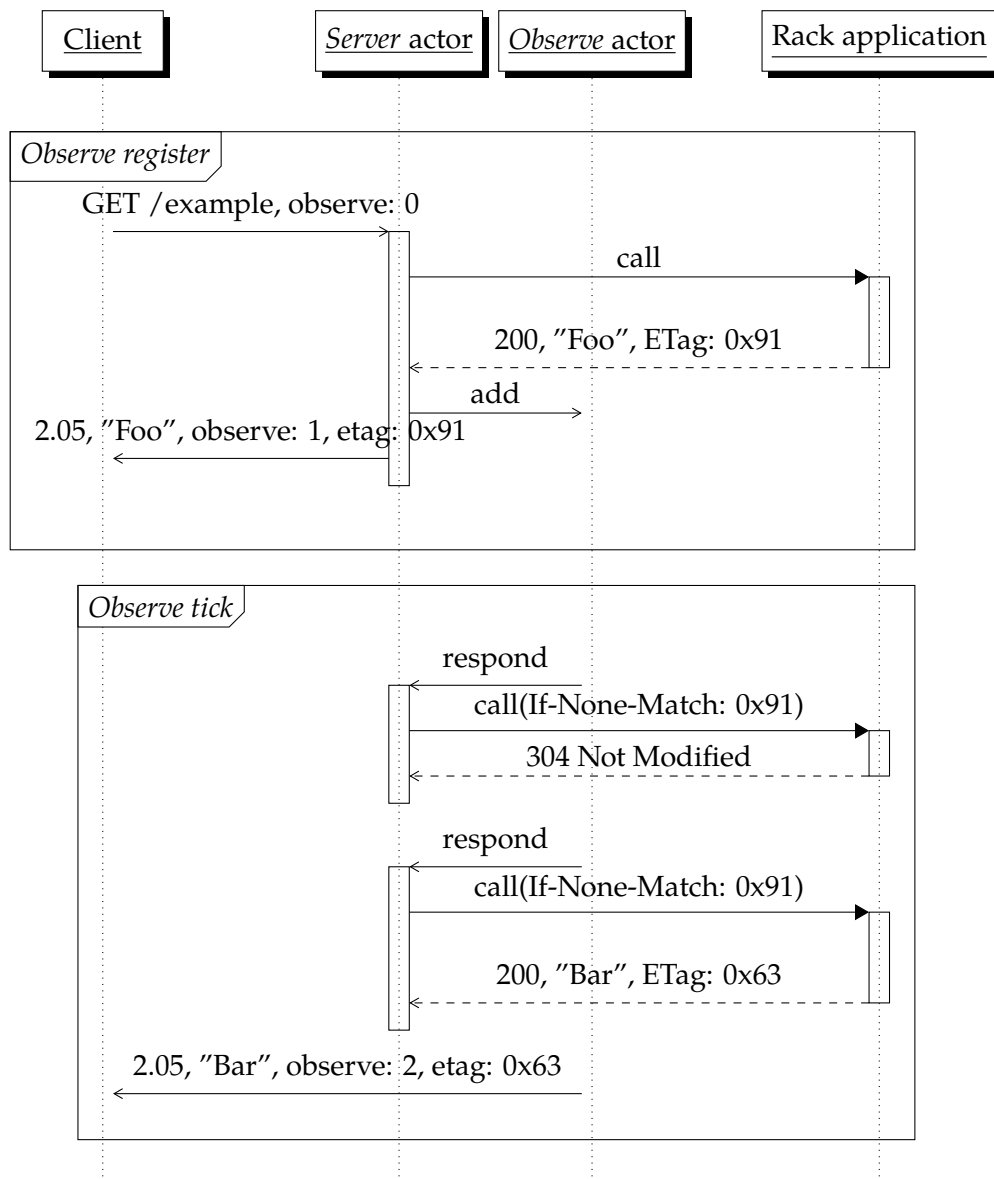 Client
Server actor
Observe actor
Rack application
Observe register
GET /example, observe: 0
call
200, ”Foo”, ETag: 0x91
add
2.05, ”Foo”, observe: 1, etag: 0x91
Observe tick
respond
call(If-None-Match: 0x91)
304 Not Modified
respond
call(If-None-Match: 0x91)
200, ”Bar”, ETag: 0x63
2.05, ”Bar”, observe: 2, etag: 0x63